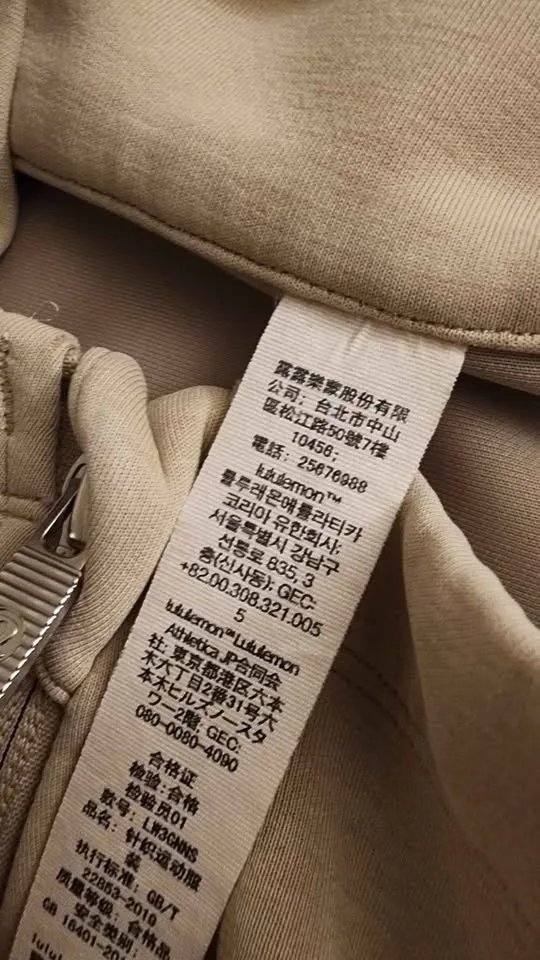 露露樂蒙股份有限
公司; 台北市中山
區松江路50號7樓
10456;
電話: 25676988
lululemon™
룰루레몬애틀라티카
코리아 유한회사;
서울특별시 강남구
선릉로 835, 3
층(신사동); GEC:
+82.00.308.321.005
5
lululemon™Lululemon
Athletica JP合同会
社: 東京都港区六本
木六丁目2番31号六
本木ヒルズノースタ
ワー2階; GEC:
080-0080-4090
合格证
检验:合格
检验员01
款号: LW3GNNS
品名: 针织运动服
装
执行标准: GB/T
22853-2019
质量等级: 合格品
安全类别:
GB 18401-20
lulu